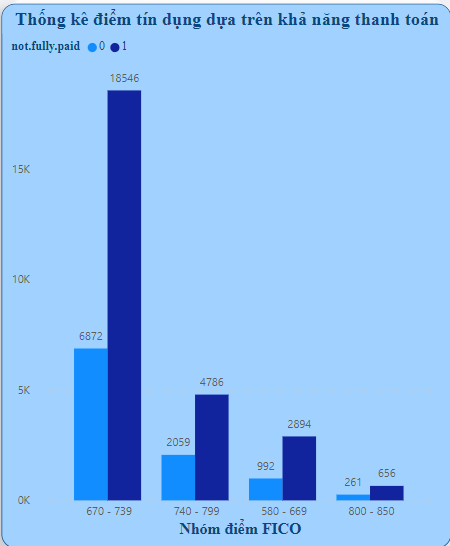 Thống kê điểm tín dụng dựa trên khả năng thanh toán
not.fully.paid 0 1
18546
15K
10K
6872
5K
4786
2059
2894
992
261
656
0K
670 - 739 740 - 799 580 - 669 800 - 850
Nhóm điểm FICO